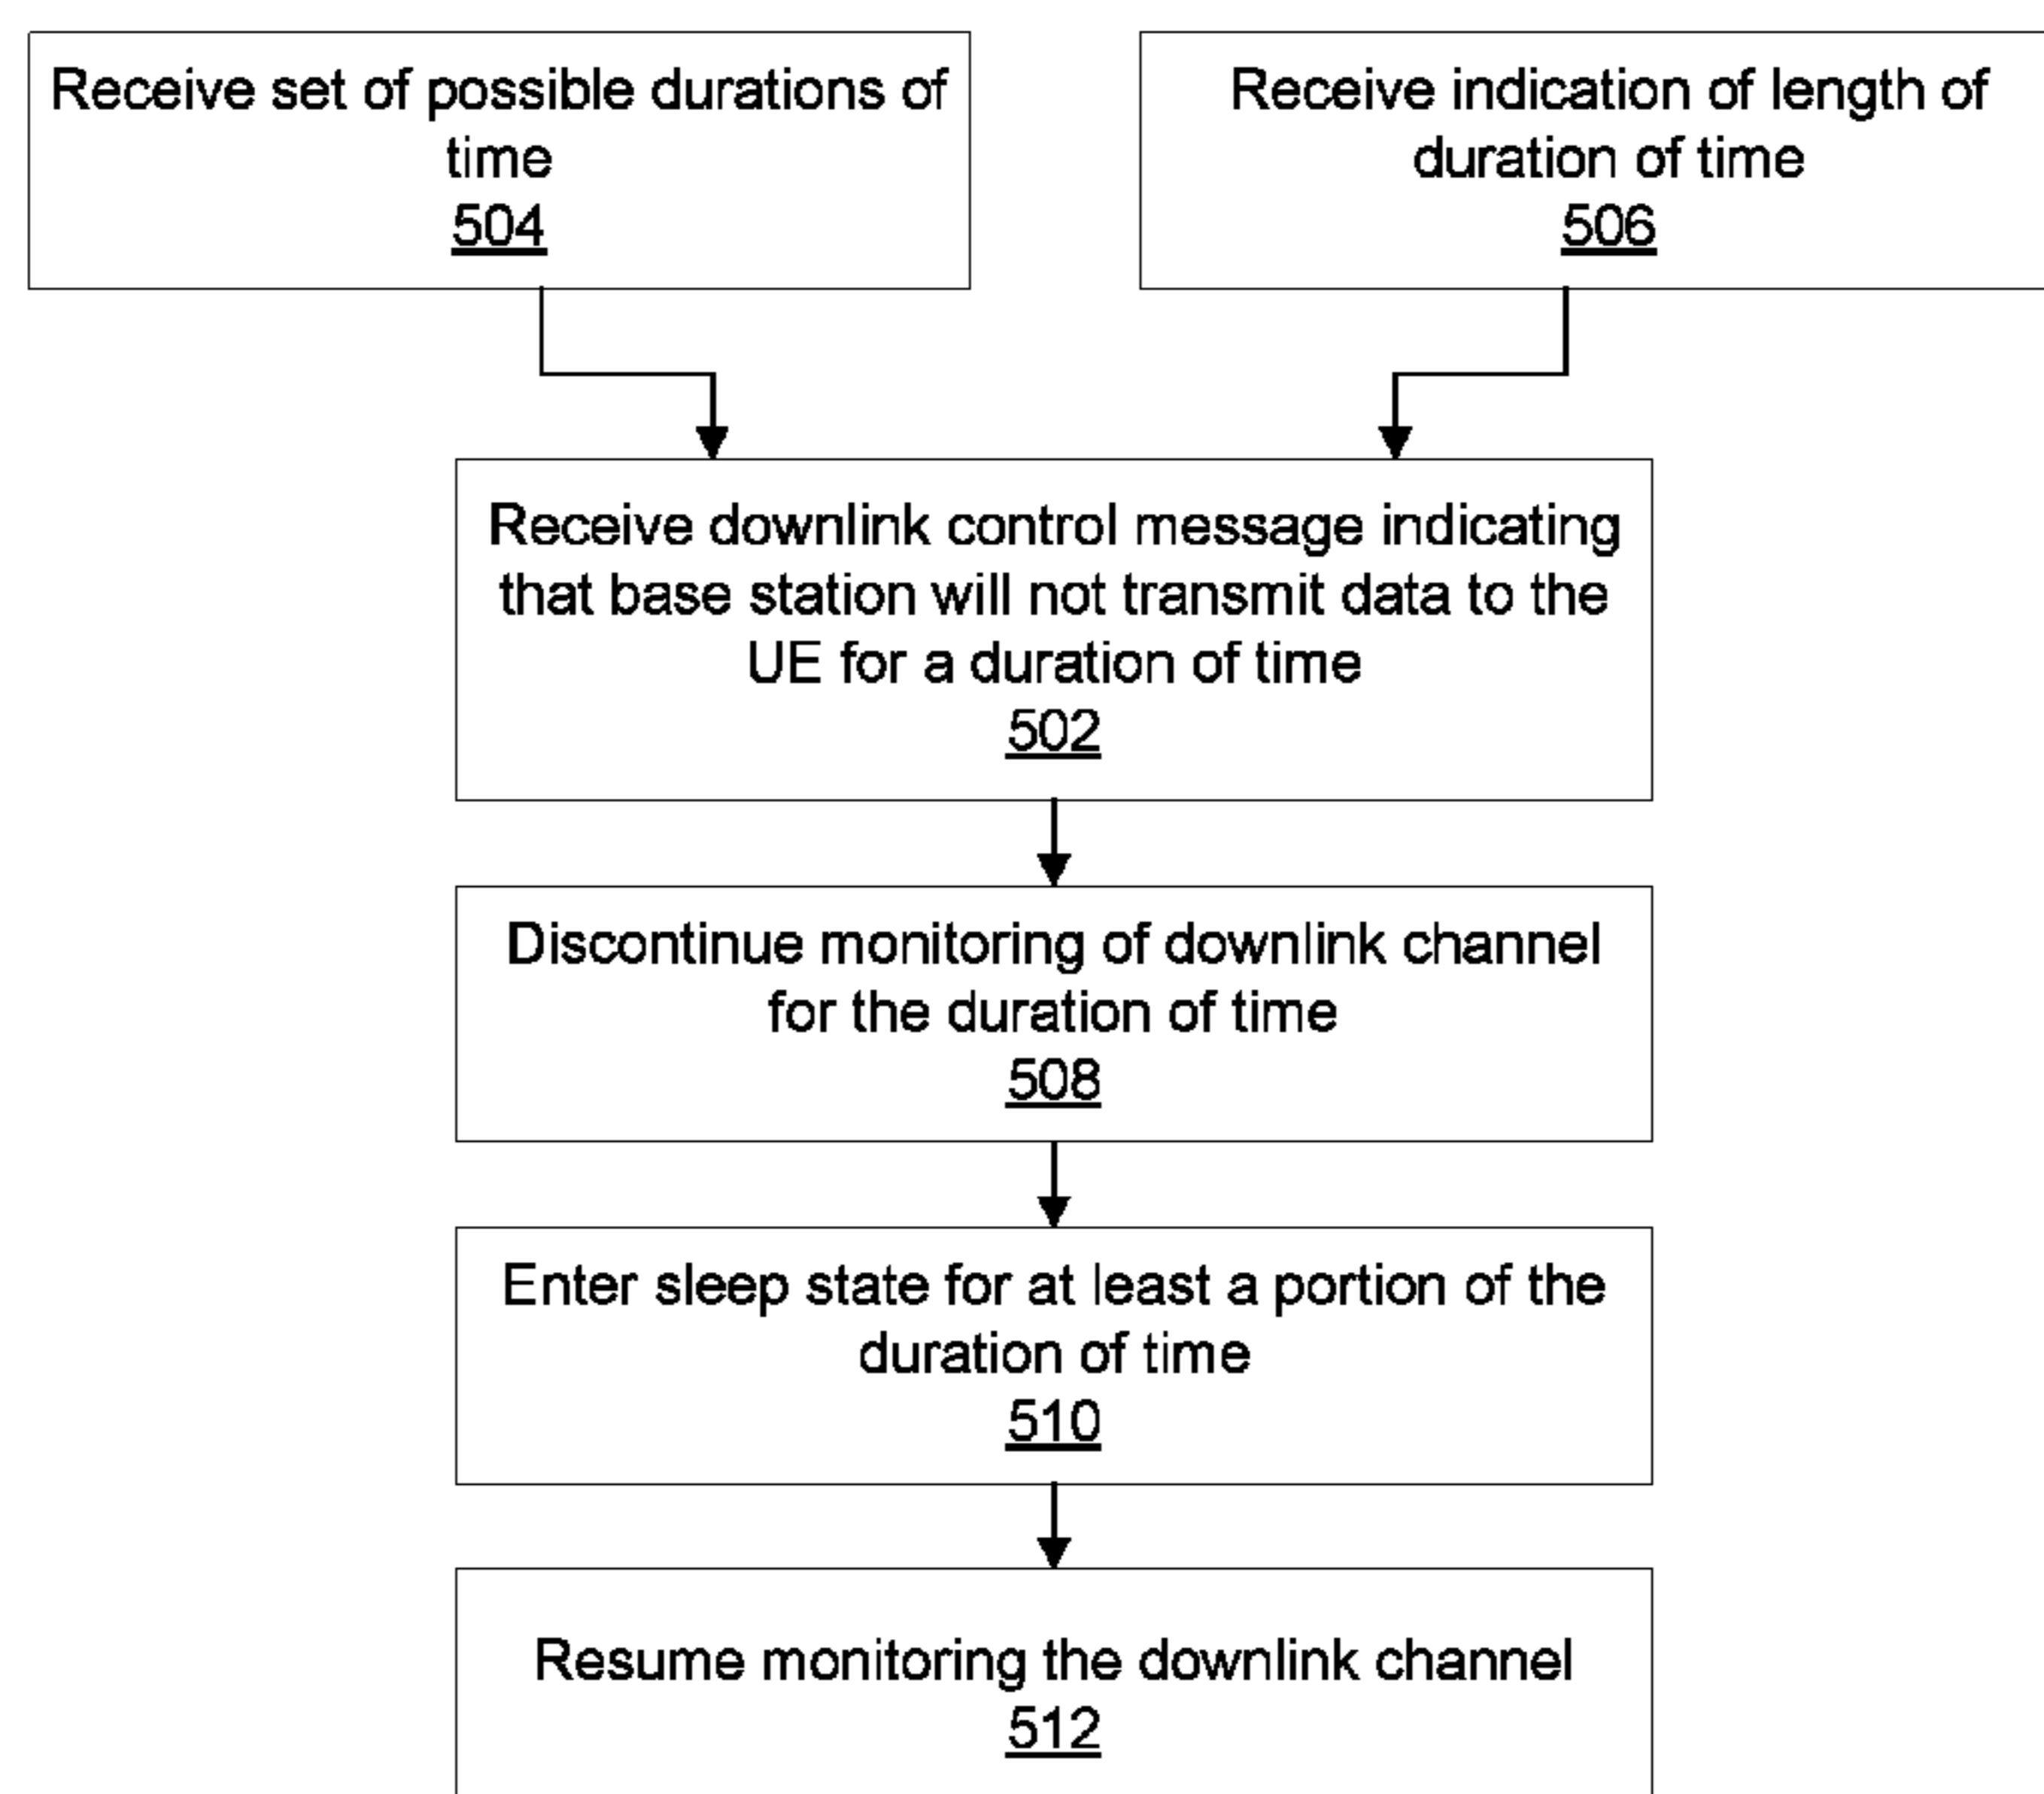 Receive set of possible durations of
time
504
Receive indication of length of
duration of time
506
Receive downlink control message indicating
that base station will not transmit data to the
UE for a duration of time
502
Discontinue monitoring of downlink channel
for the duration of time
508
Enter sleep state for at least a portion of the
duration of time
510
Resume monitoring the downlink channel
512